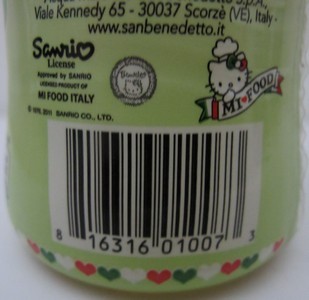 Viale Kennedy 65 - 30037 Scorzè (VE), Italy -
www.sanbenedetto.it
Sanrio
License
Approved by SANRIO
LICENSED PRODUCT OF
MI FOOD ITALY
SANRIO CO., LTD.
MI FOOD
8 16316 01007 3